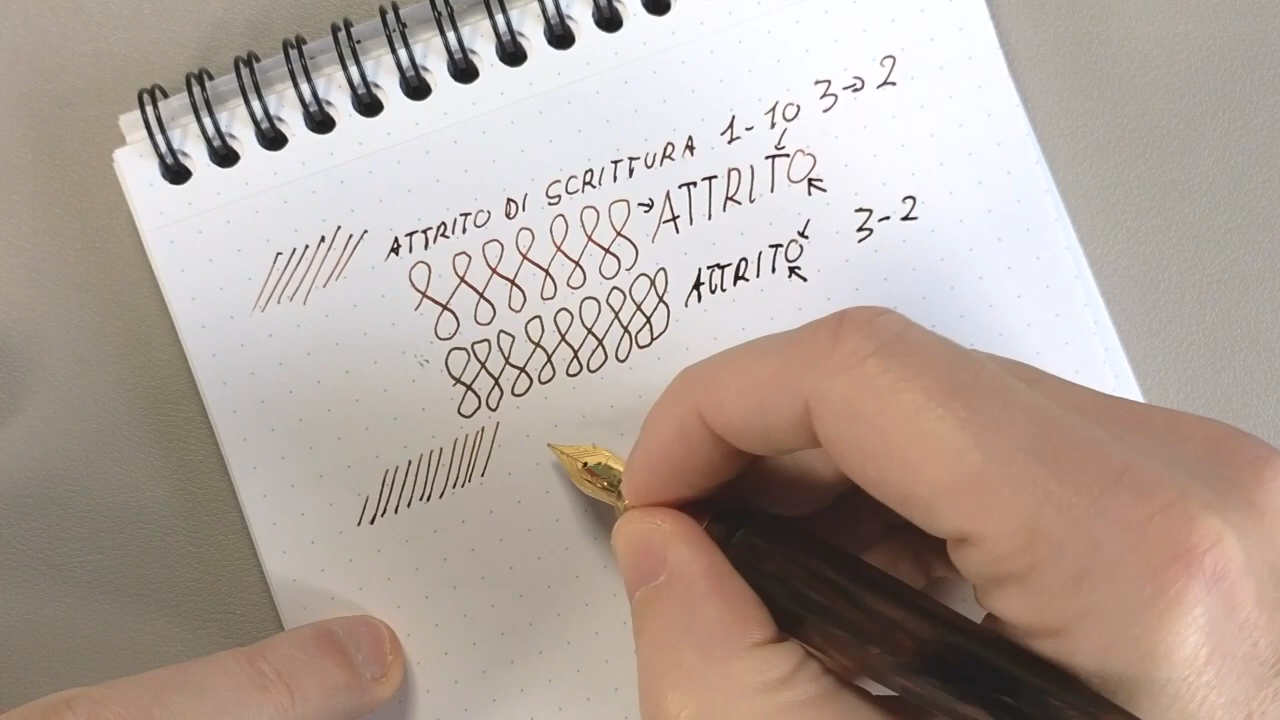 ATTRITO DI SCRITTURA 1-10 3→2
→ATTRITO
ATTRITO 3-2